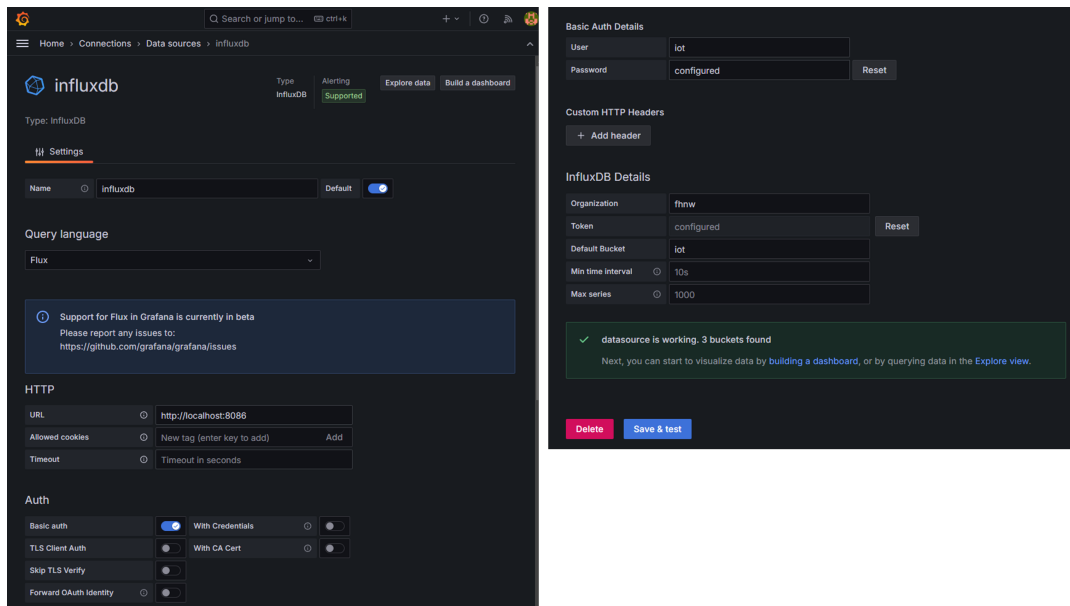 Search or jump to... ctrl+k
Home › Connections › Data sources › influxdb
influxdb
Type
InfluxDB
Alerting
Supported
Explore data
Build a dashboard
Type: InfluxDB
Settings
Name influxdb Default
Query language
Flux
Support for Flux in Grafana is currently in beta
Please report any issues to:
https://github.com/grafana/grafana/issues
HTTP
URL http://localhost:8086
Allowed cookies New tag (enter key to add) Add
Timeout Timeout in seconds
Auth
Basic auth With Credentials
TLS Client Auth With CA Cert
Skip TLS Verify
Forward OAuth Identity
Basic Auth Details
User iot
Password configured Reset
Custom HTTP Headers
+ Add header
InfluxDB Details
Organization fhnw
Token configured Reset
Default Bucket iot
Min time interval 10s
Max series 1000
datasource is working. 3 buckets found
Next, you can start to visualize data by building a dashboard, or by querying data in the Explore view.
Delete Save & test